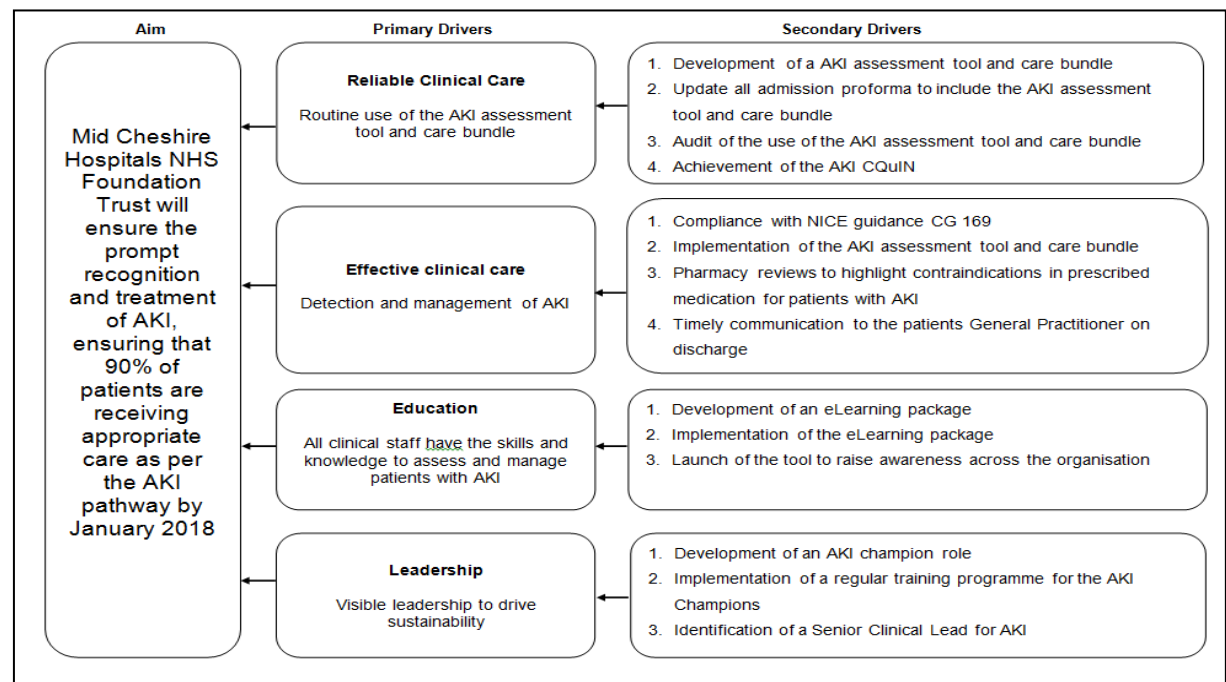 Aim
Primary Drivers
Secondary Drivers
Mid Cheshire
Hospitals NHS
Foundation
Trust will
ensure the
prompt
recognition
and treatment
of AKI,
ensuring that
90% of
patients are
receiving
appropriate
care as per
the AKI
pathway by
January 2018
Reliable Clinical Care
Routine use of the AKI assessment
tool and care bundle
1. Development of a AKI assessment tool and care bundle
2. Update all admission proforma to include the AKI assessment
tool and care bundle
3. Audit of the use of the AKI assessment tool and care bundle
4. Achievement of the AKI CQuIN
Effective clinical care
Detection and management of AKI
1. Compliance with NICE guidance CG 169
2. Implementation of the AKI assessment tool and care bundle
3. Pharmacy reviews to highlight contraindications in prescribed
medication for patients with AKI
4. Timely communication to the patients General Practitioner on
discharge
Education
All clinical staff have the skills and
knowledge to assess and manage
patients with AKI
1. Development of an eLearning package
2. Implementation of the eLearning package
3. Launch of the tool to raise awareness across the organisation
Leadership
Visible leadership to drive
sustainability
1. Development of an AKI champion role
2. Implementation of a regular training programme for the AKI
Champions
3. Identification of a Senior Clinical Lead for AKI